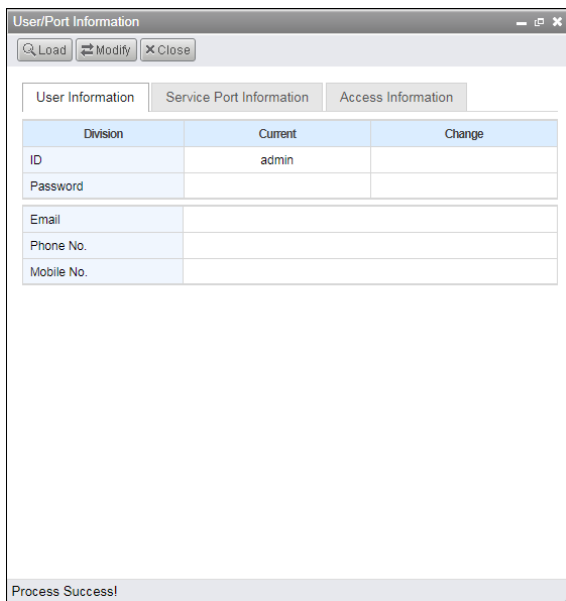 User/Port Information
Load Modify Close
User Information Service Port Information Access Information
Division Current Change
ID admin
Password
Email
Phone No.
Mobile No.
Process Success!